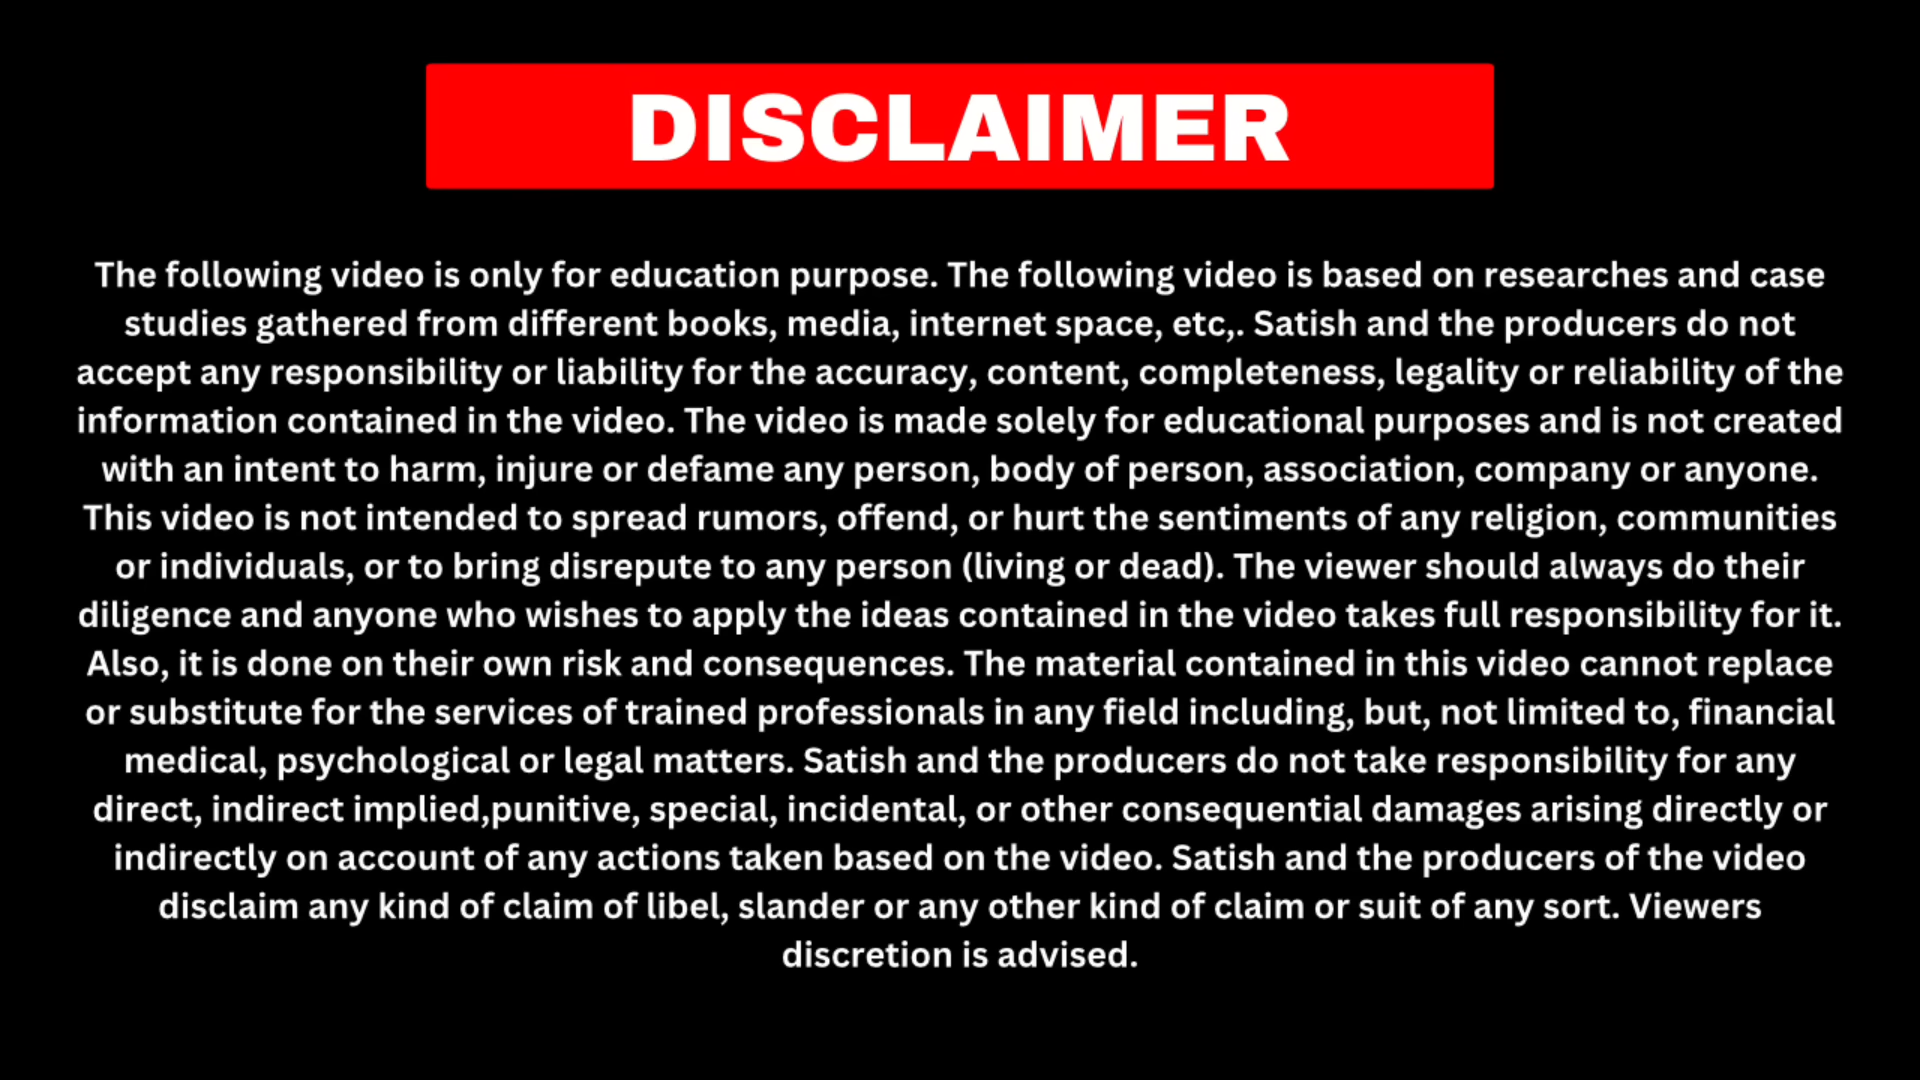 DISCLAIMER
The following video is only for education purpose. The following video is based on researches and case
studies gathered from different books, media, internet space, etc,. Satish and the producers do not
accept any responsibility or liability for the accuracy, content, completeness, legality or reliability of the
information contained in the video. The video is made solely for educational purposes and is not created
with an intent to harm, injure or defame any person, body of person, association, company or anyone.
This video is not intended to spread rumors, offend, or hurt the sentiments of any religion, communities
or individuals, or to bring disrepute to any person (living or dead). The viewer should always do their
diligence and anyone who wishes to apply the ideas contained in the video takes full responsibility for it.
Also, it is done on their own risk and consequences. The material contained in this video cannot replace
or substitute for the services of trained professionals in any field including, but, not limited to, financial
medical, psychological or legal matters. Satish and the producers do not take responsibility for any
direct, indirect implied,punitive, special, incidental, or other consequential damages arising directly or
indirectly on account of any actions taken based on the video. Satish and the producers of the video
disclaim any kind of claim of libel, slander or any other kind of claim or suit of any sort. Viewers
discretion is advised.